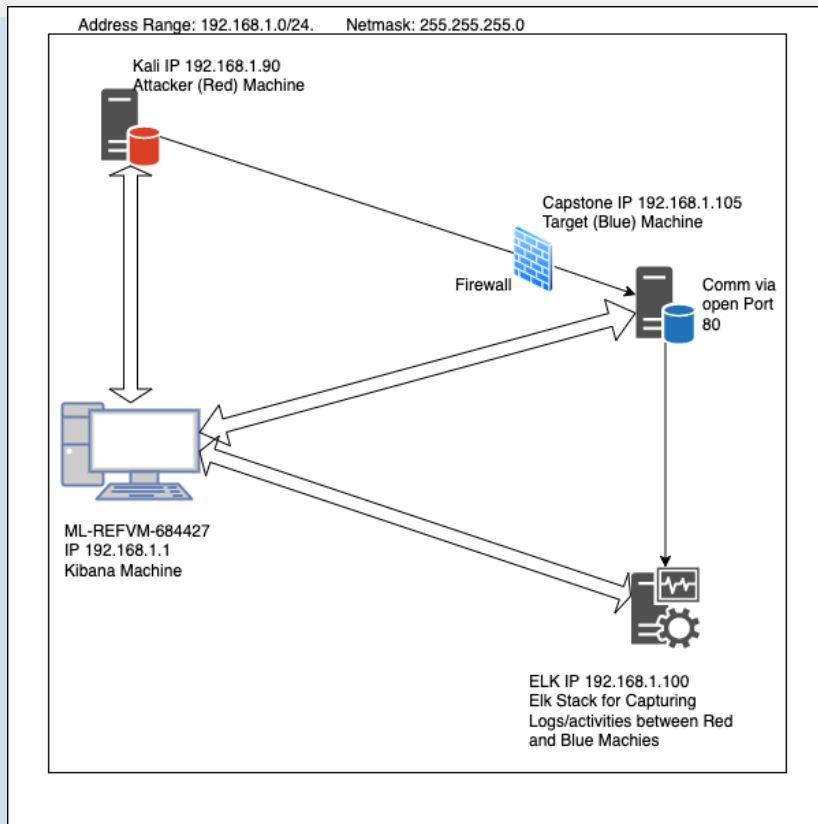 Address Range: 192.168.1.0/24. Netmask: 255.255.255.0
Kali IP 192.168.1.90
Attacker (Red) Machine
Capstone IP 192.168.1.105
Target (Blue) Machine
Firewall
Comm via
open Port
80
ML-REFVM-684427
IP 192.168.1.1
Kibana Machine
ELK IP 192.168.1.100
Elk Stack for Capturing
Logs/activities between Red
and Blue Machies